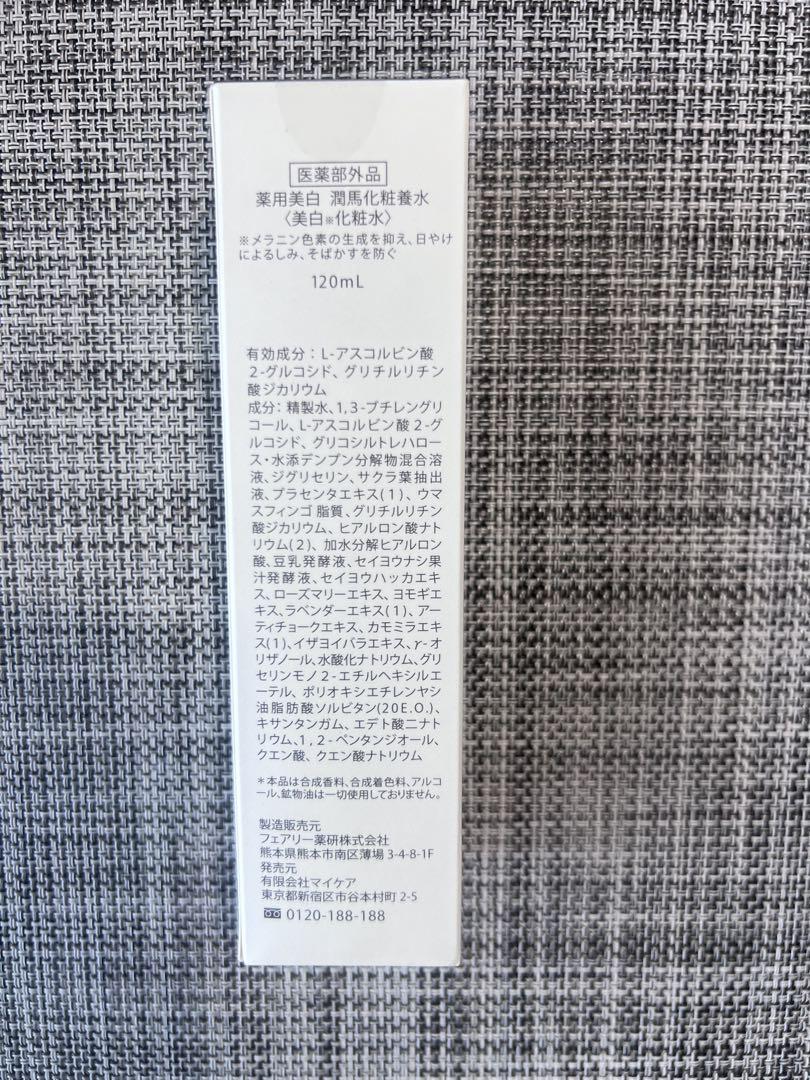 医薬部外品
薬用美白 潤馬化粧養水
〈美白※化粧水〉
※メラニン色素の生成を抑え、日やけ
によるしみ、そばかすを防ぐ
120mL
有効成分：L-アスコルビン酸
2-グルコシド、グリチルリチン
酸ジカリウム
成分：精製水、1,3-ブチレングリ
コール、L-アスコルビン酸 2-グ
ルコシド、グリコシルトレハロー
ス・水添デンプン分解物混合溶
液、ジグリセリン、サクラ葉抽出
液、プラセンタエキス(1)、ウマ
スフィンゴ脂質、グリチルリチン
酸ジカリウム、ヒアルロン酸ナト
リウム(2)、加水分解ヒアルロン
酸、豆乳発酵液、セイヨウナシ果
汁発酵液、セイヨウハッカエキ
ス、ローズマリーエキス、ヨモギエ
キス、ラベンダーエキス(1)、アー
ティチョークエキス、カモミラエキ
ス(1)、イザヨイバラエキス、γ-オ
リザノール、水酸化ナトリウム、グリ
セリンモノ2-エチルヘキシルエ
ーテル、ポリオキシエチレンヤシ
油脂肪酸ソルビタン(20E.O.)、
キサンタンガム、エデト酸二ナト
リウム、1,2-ペンタンジオール、
クエン酸、クエン酸ナトリウム
*本品は合成香料、合成着色料、アルコ
ール、鉱物油は一切使用しておりません。
製造販売元
フェアリー薬研株式会社
熊本県熊本市南区薄場 3-4-8-1F
発売元
有限会社マイケア
東京都新宿区市谷本村町 2-5
0120-188-188